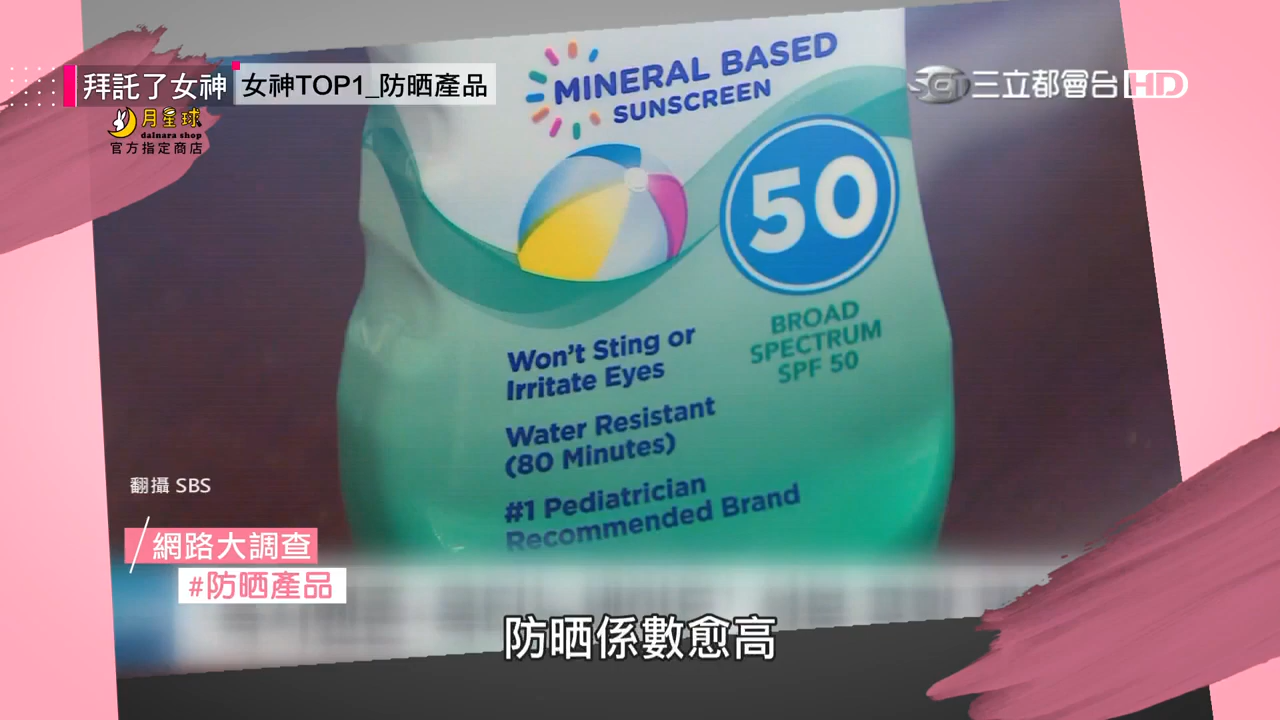 拜託了女神
女神TOP1_防晒產品
月星球
dalnara shop
官方指定商店
SET三立都會台HD
MINERAL BASED
SUNSCREEN
50
BROAD
SPECTRUM
SPF 50
Won't Sting or
Irritate Eyes
Water Resistant
(80 Minutes)
#1 Pediatrician
Recommended Brand
翻攝 SBS
網路大調查
#防晒產品
防晒係數愈高